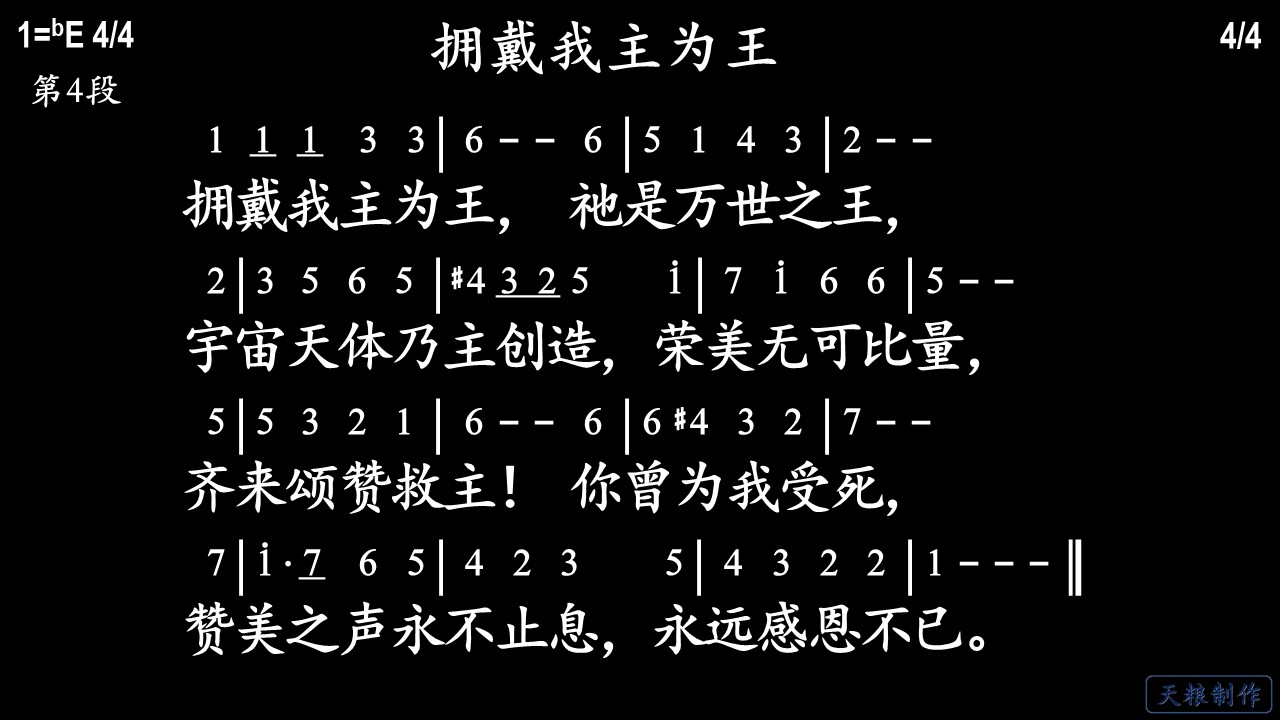 1=ᵇE 4/4
拥戴我主为王
4/4
第4段
1 1 1 3 3 | 6 - - 6 | 5 1 4 3 | 2 - -
拥戴我主为王， 祂是万世之王，
2 | 3 5 6 5 | #4 3 2 5 i | 7 i 6 6 | 5 - -
宇宙天体乃主创造，荣美无可比量，
5 | 5 3 2 1 | 6 - - 6 | 6 #4 3 2 | 7 - -
齐来颂赞救主！ 你曾为我受死，
7 | i · 7 6 5 | 4 2 3 5 | 4 3 2 2 | 1 - - - ‖
赞美之声永不止息，永远感恩不已。
天粮制作